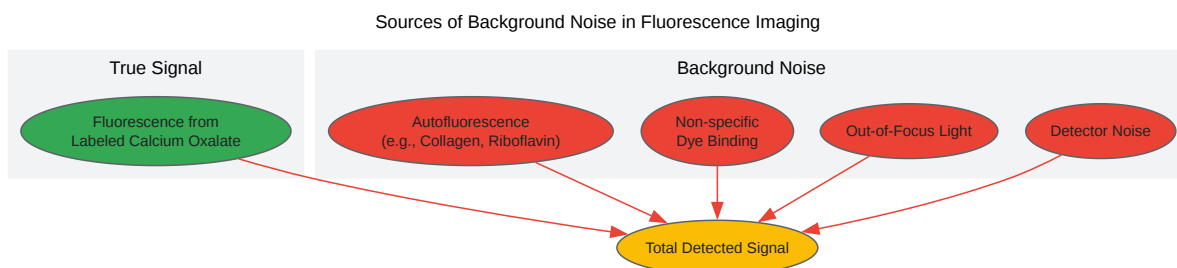 Sources of Background Noise in Fluorescence Imaging
True Signal
Background Noise
Fluorescence from
Labeled Calcium Oxalate
Autofluorescence
(e.g., Collagen, Riboflavin)
Non-specific
Dye Binding
Out-of-Focus Light
Detector Noise
Total Detected Signal